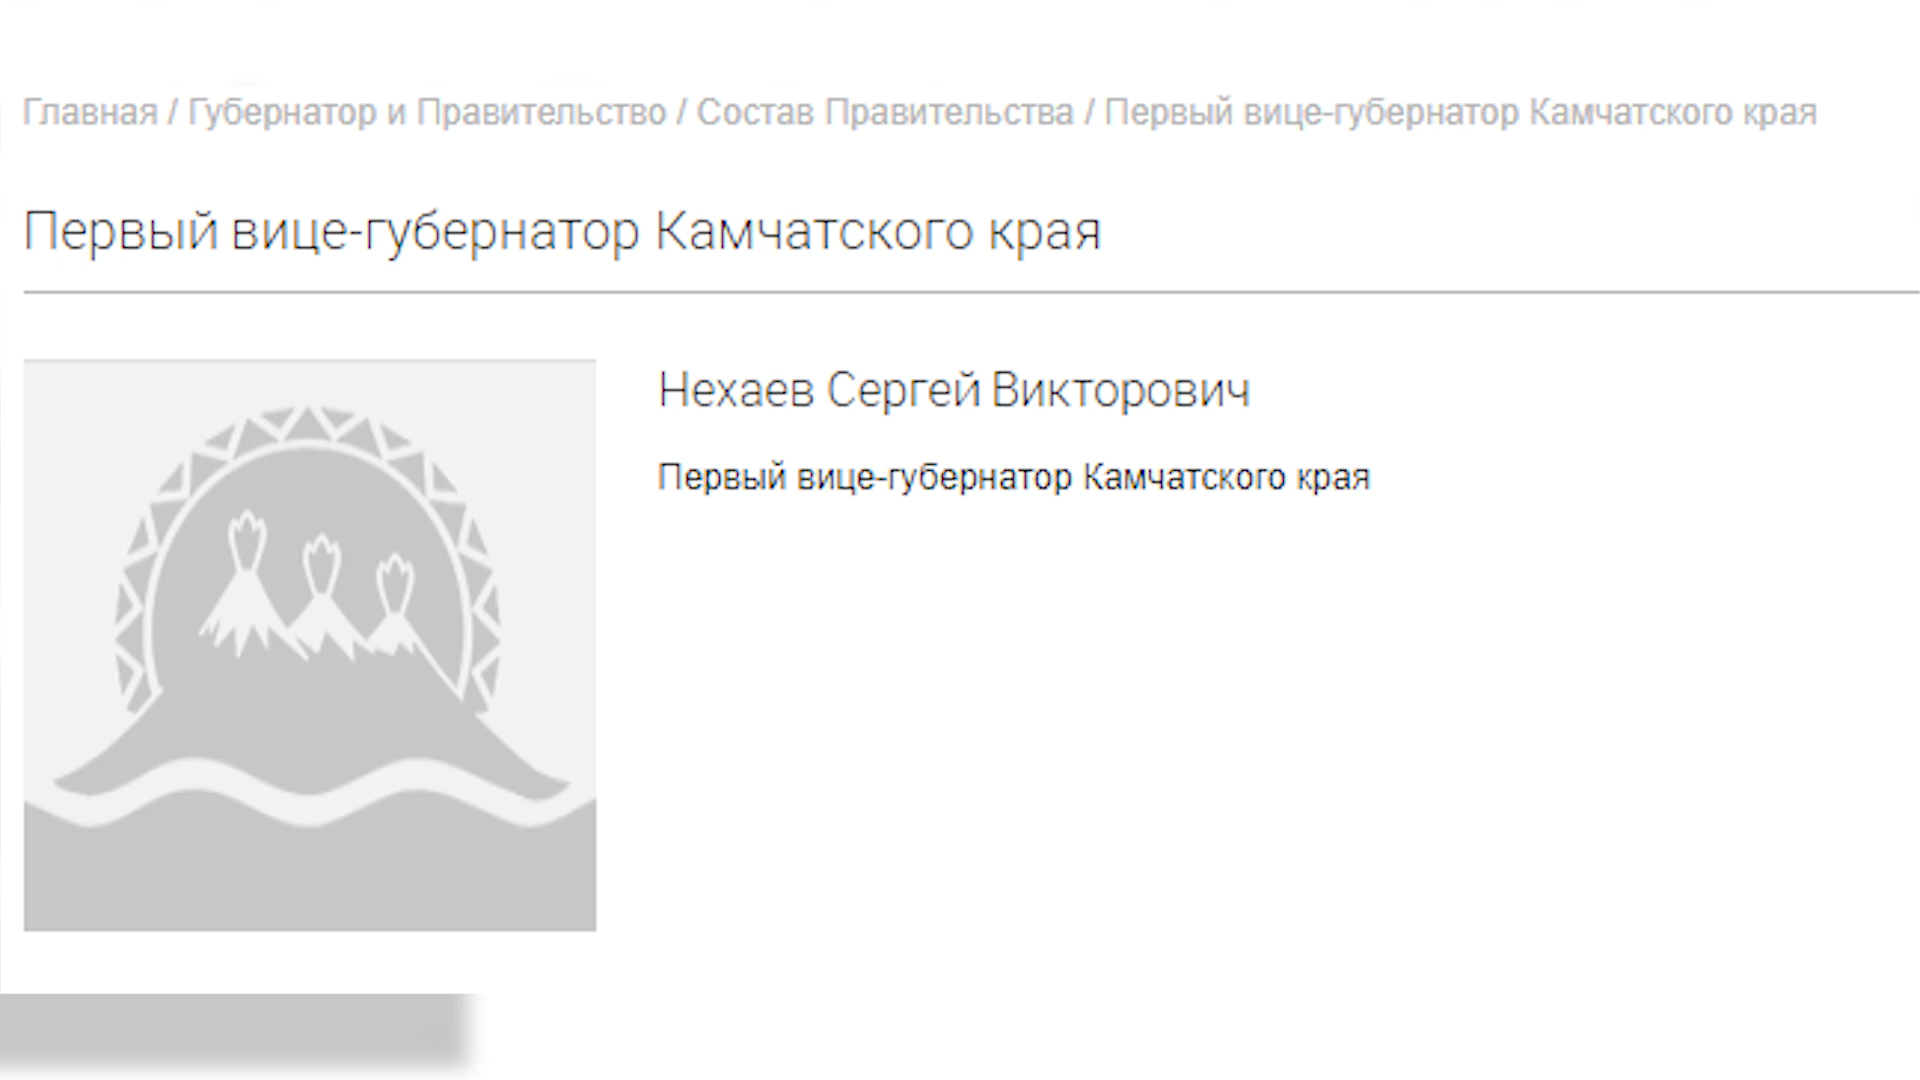 Главная / Губернатор и Правительство / Состав Правительства / Первый вице-губернатор Камчатского края
Первый вице-губернатор Камчатского края
Нехаев Сергей Викторович
Первый вице-губернатор Камчатского края